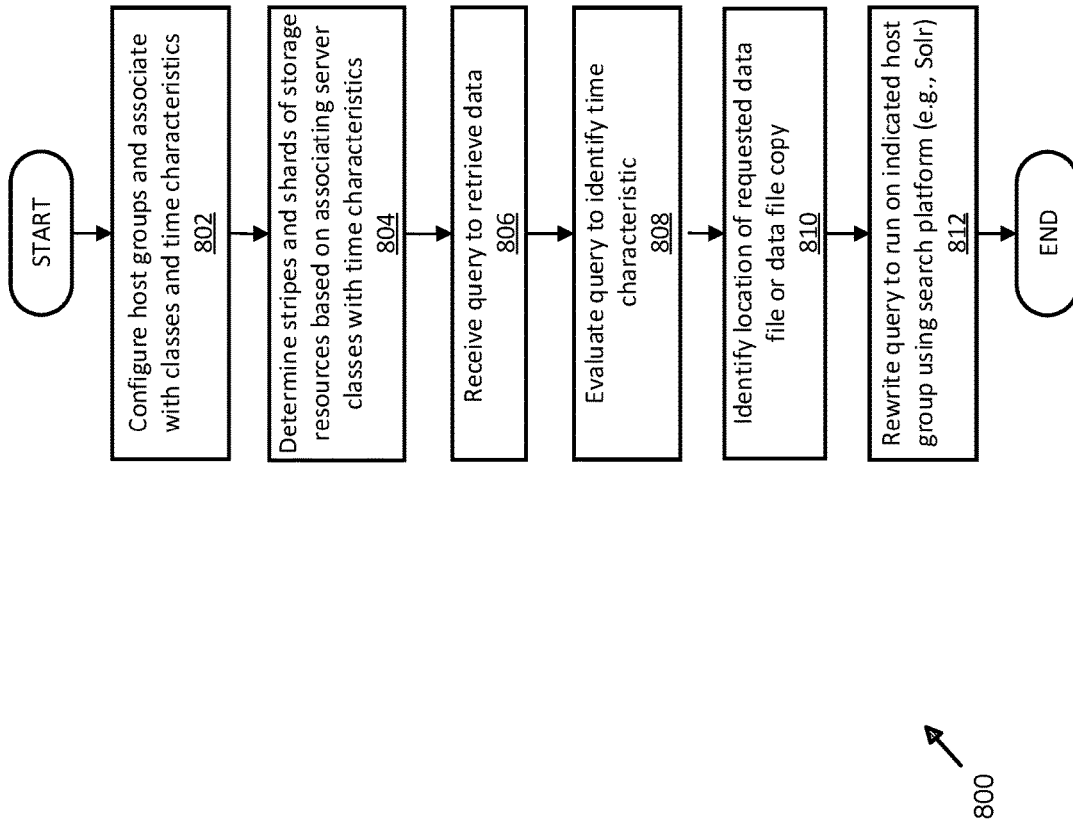 START
Configure host groups and associate
with classes and time characteristics
802
Determine stripes and shards of storage
resources based on associating server
classes with time characteristics
804
Receive query to retrieve data
806
Evaluate query to identify time
characteristic
808
Identify location of requested data
file or data file copy
810
Rewrite query to run on indicated host
group using search platform (e.g., Solr)
812
END
800